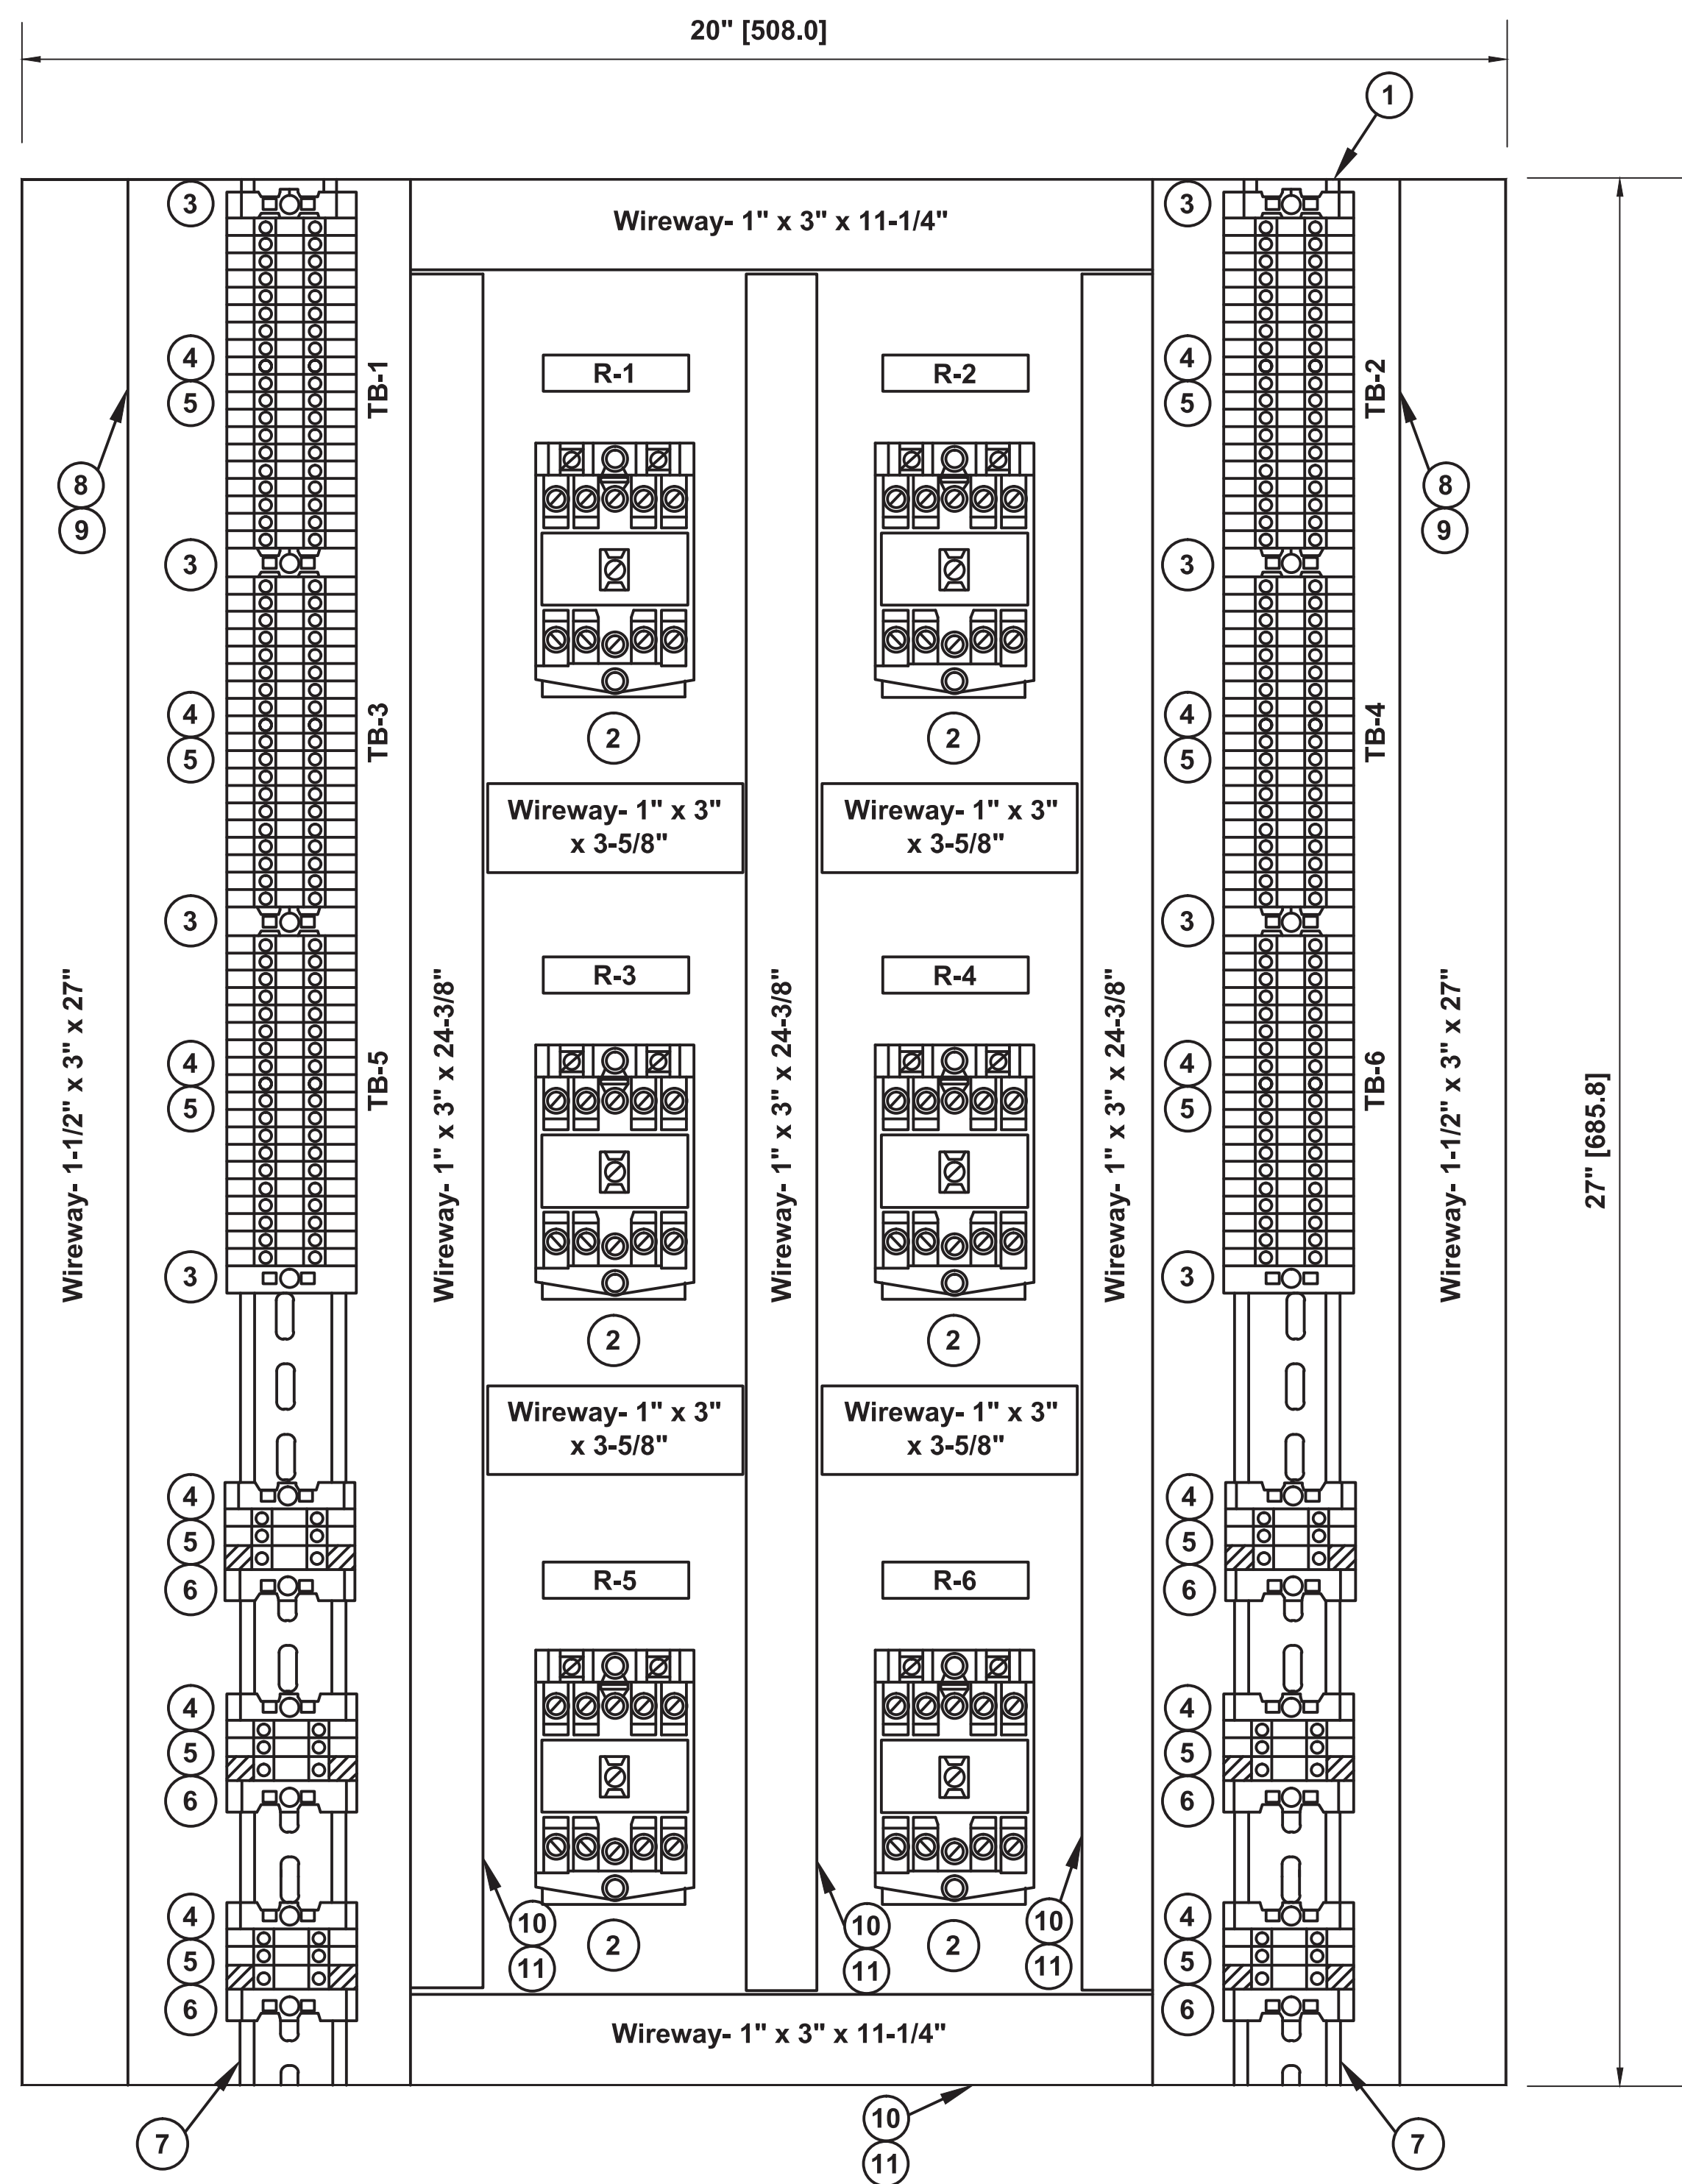 20" [508.0]
1
3
3
Wireway- 1" x 3" x 11-1/4"
4
5
TB-1
R-1
R-2
4
5
TB-2
8
9
8
9
3
3
2
2
4
5
TB-3
4
5
TB-4
Wireway- 1" x 3"
x 3-5/8"
Wireway- 1" x 3"
x 3-5/8"
3
3
R-3
R-4
Wireway- 1-1/2" x 3" x 27"
4
5
TB-5
Wireway- 1" x 3" x 24-3/8"
Wireway- 1" x 3" x 24-3/8"
Wireway- 1" x 3" x 24-3/8"
4
5
TB-6
Wireway- 1-1/2" x 3" x 27"
27" [685.8]
3
3
2
2
Wireway- 1" x 3"
x 3-5/8"
Wireway- 1" x 3"
x 3-5/8"
4
5
6
4
5
6
R-5
R-6
4
5
6
4
5
6
4
5
6
4
5
6
10
11
2
10
11
2
10
11
Wireway- 1" x 3" x 11-1/4"
7
10
11
7